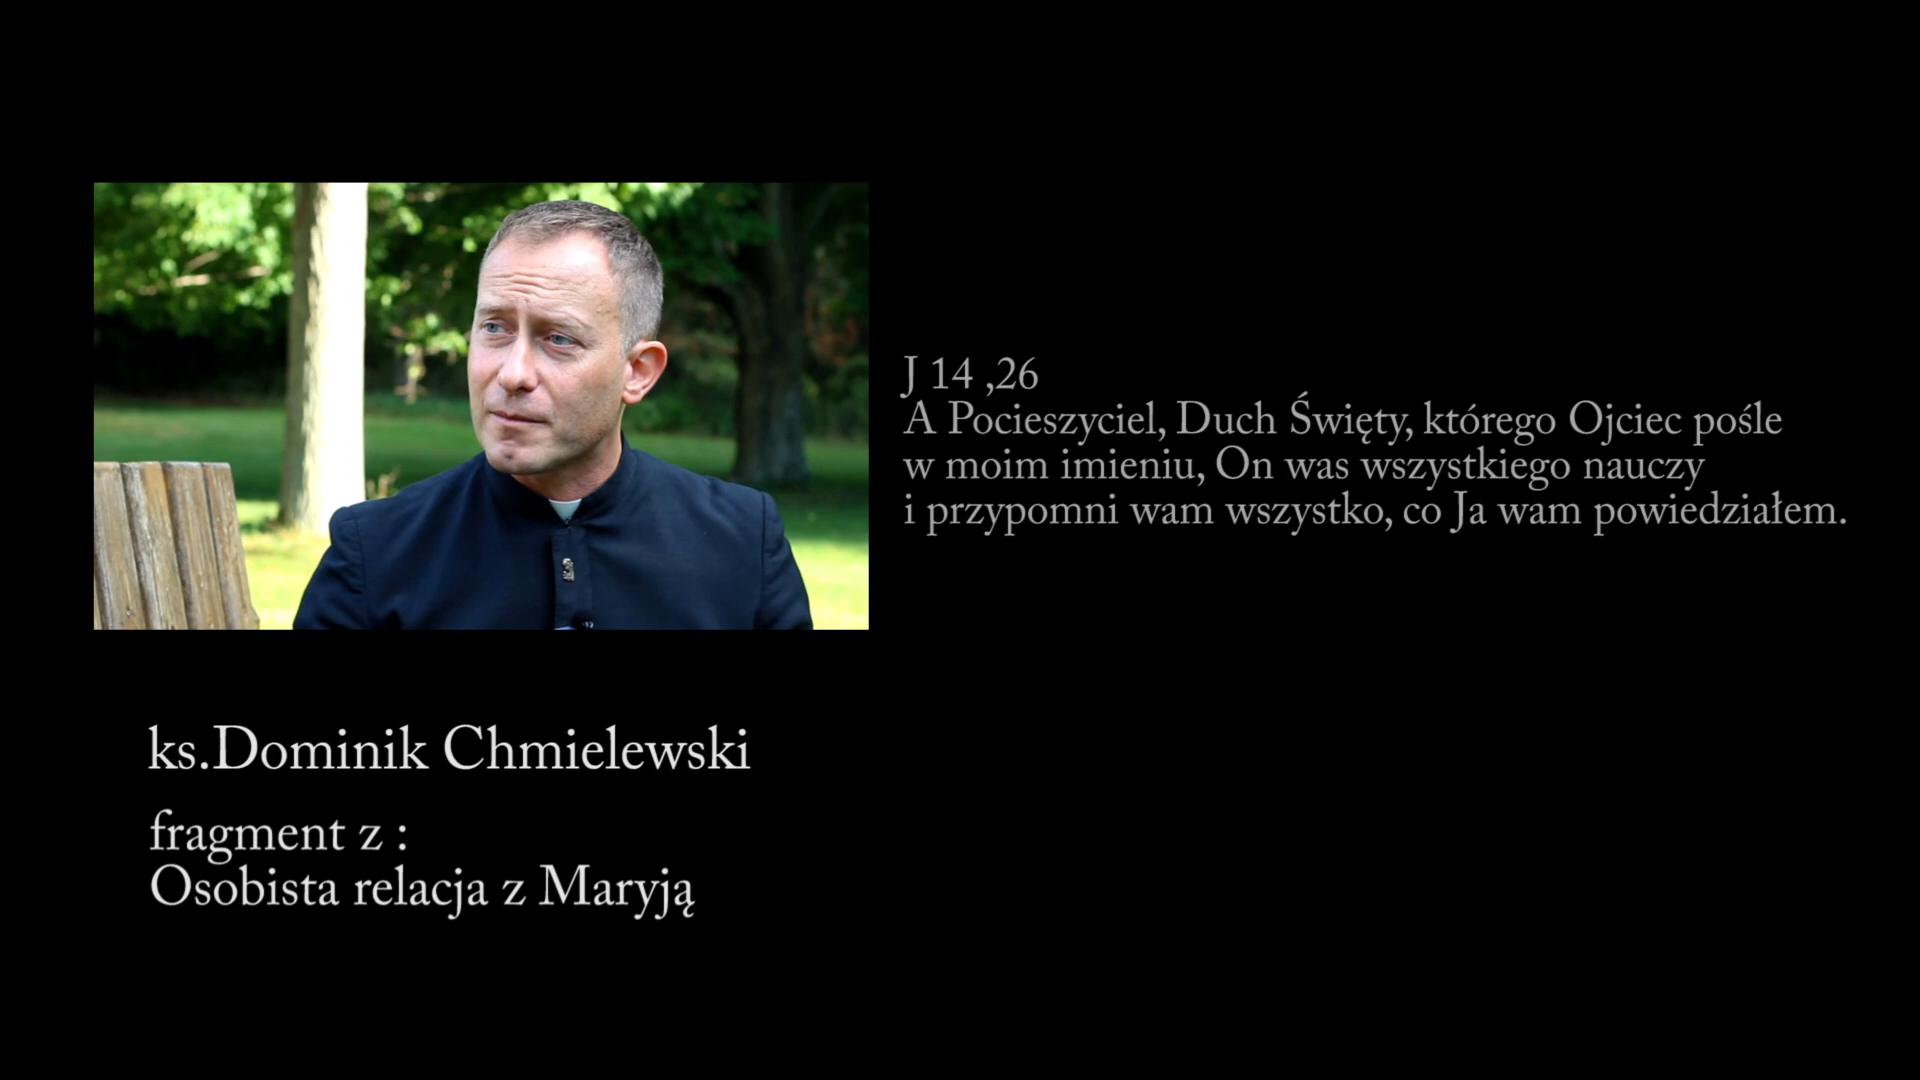 J 14 ,26
A Pocieszyciel, Duch Święty, którego Ojciec pośle
w moim imieniu, On was wszystkiego nauczy
i przypomni wam wszystko, co Ja wam powiedziałem.
ks.Dominik Chmielewski
fragment z :
Osobista relacja z Maryją